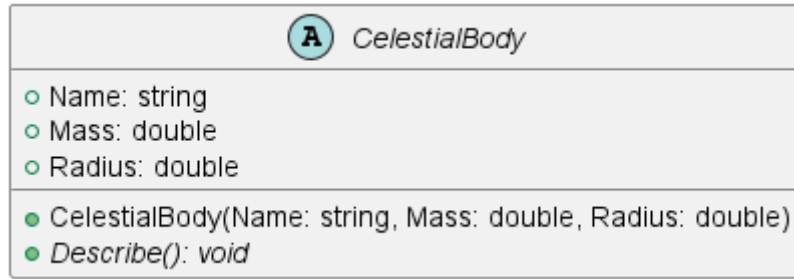 A CelestialBody
Name: string
Mass: double
Radius: double
CelestialBody(Name: string, Mass: double, Radius: double)
Describe(): void